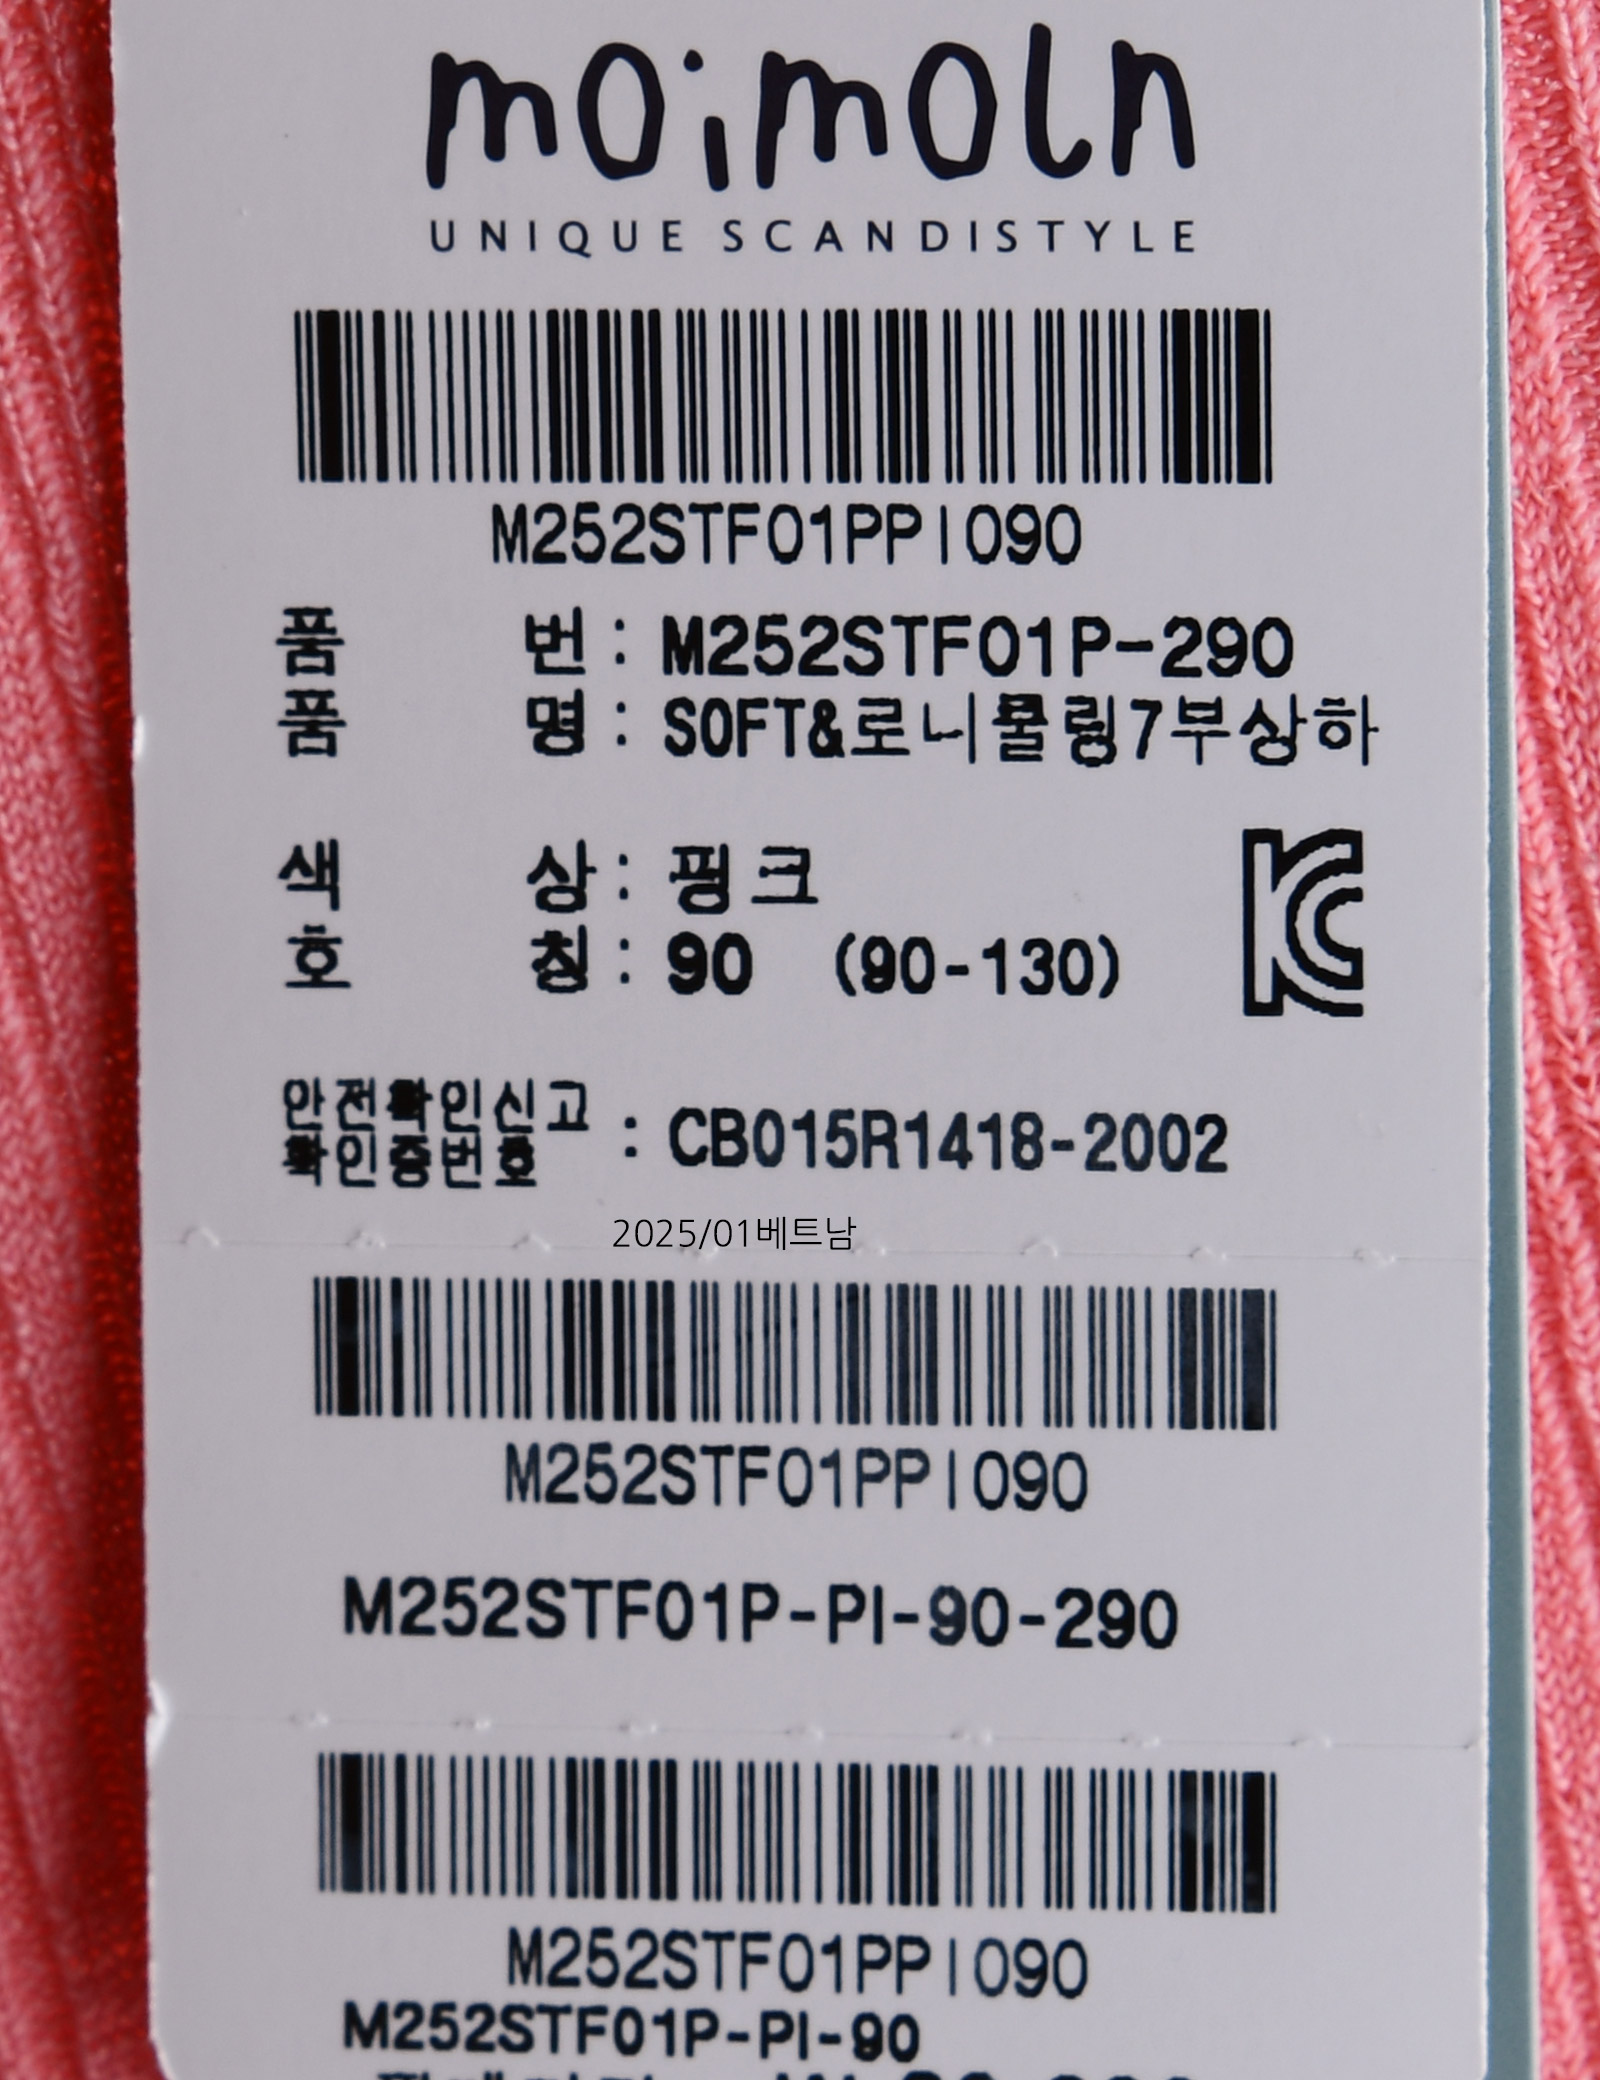 moimoln
UNIQUE SCANDISTYLE
M252STF01PPI090
품 번 : M252STF01P-290
품 명 : SOFT&로니쿨링7부상하
색 상 : 핑크
호 칭 : 90 (90-130)
안전확인신고
확인증번호 : CB015R1418-2002
2025/01베트남
M252STF01PPI090
M252STF01P-PI-90-290
M252STF01PPI090
M252STF01P-PI-90